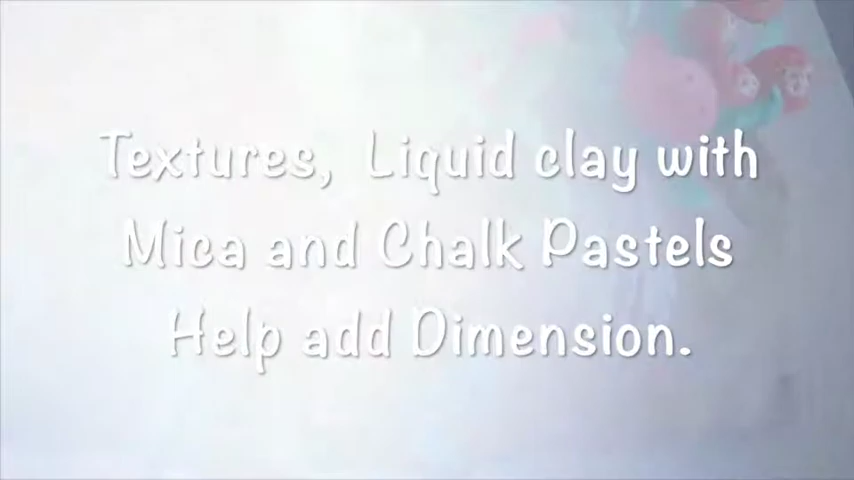 Textures,  Liquid clay with
Mica and Chalk Pastels
Help add Dimension.